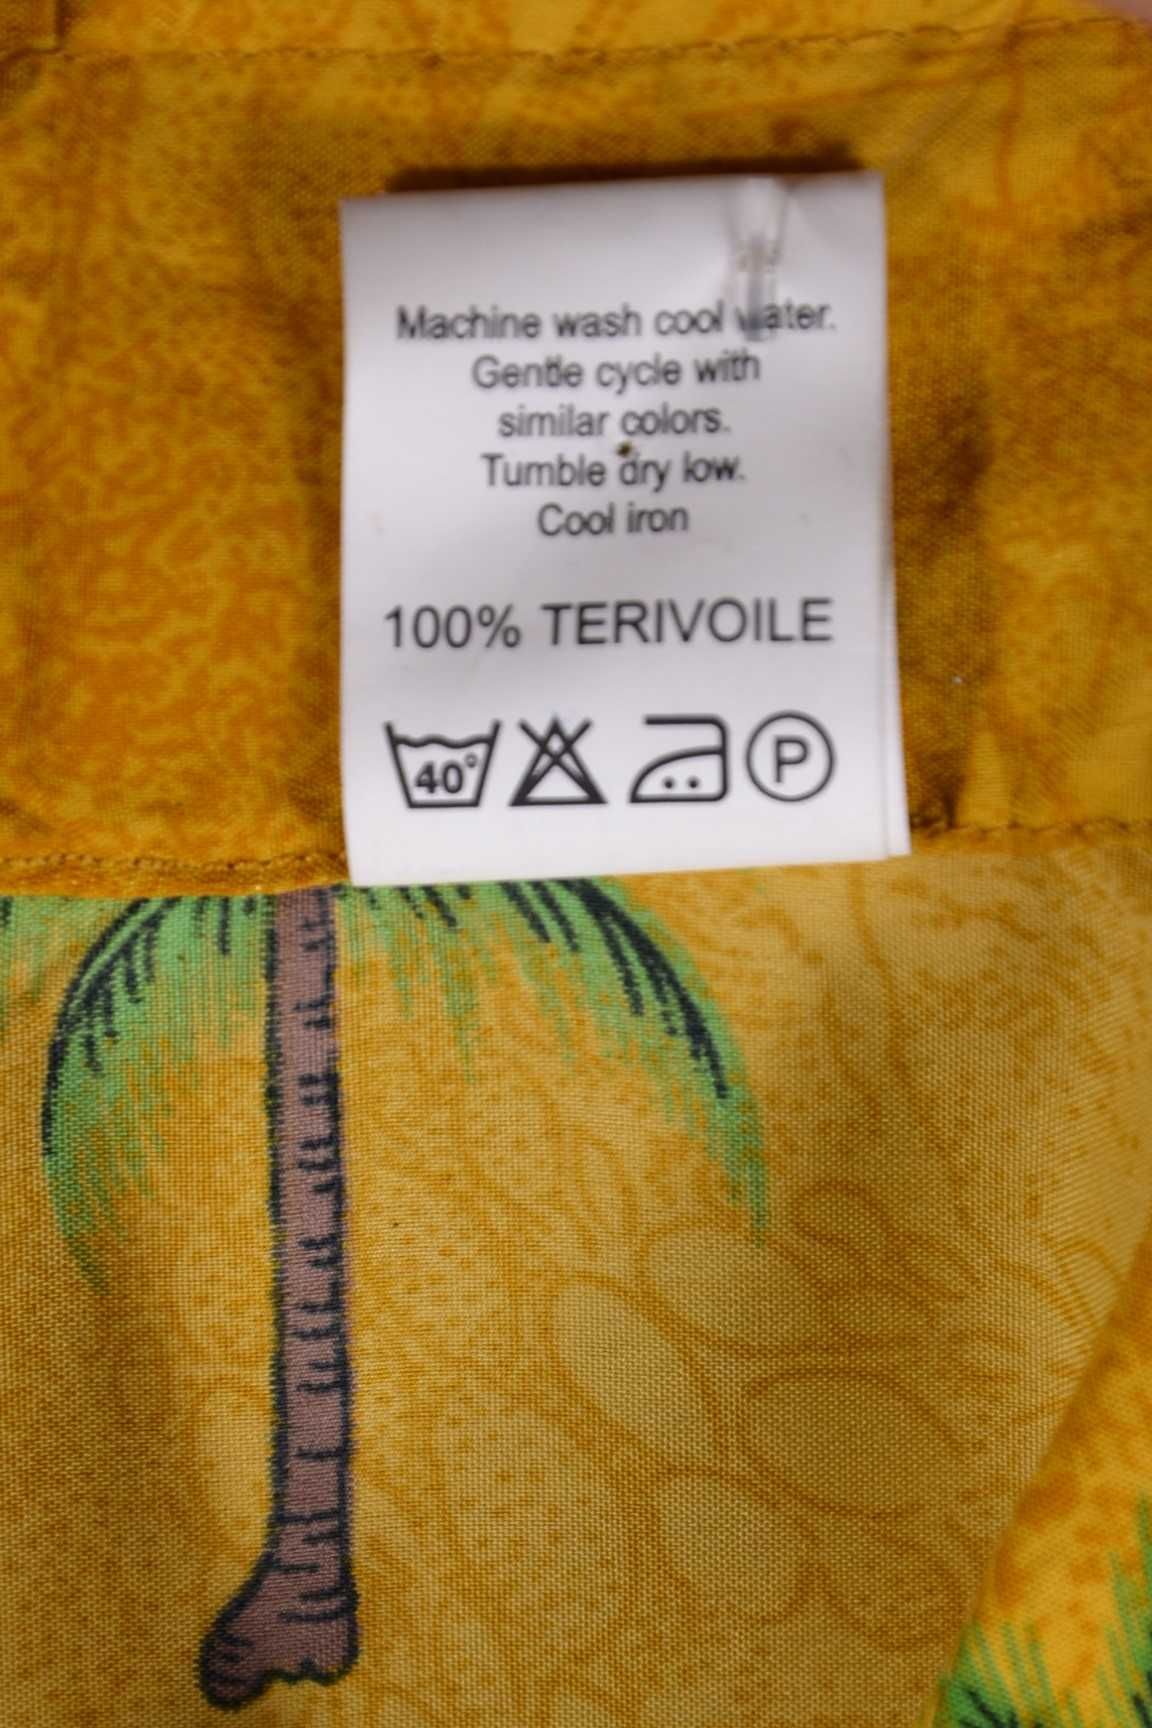 Machine wash cool water.
Gentle cycle with
similar colors.
Tumble dry low.
Cool iron
100% TERIVOILE
40°
P